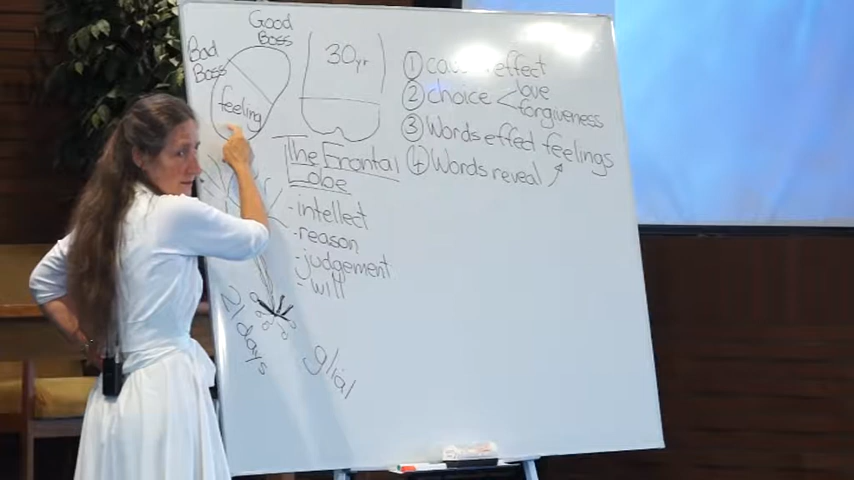 Good
Boss
Bad
Boss
feeling
30yr
The Frontal
Lobe
- intellect
- reason
- judgement
- will
21 days
glial
① effect
② choice < love
forgiveness
③ Words effect feelings
④ Words reveal